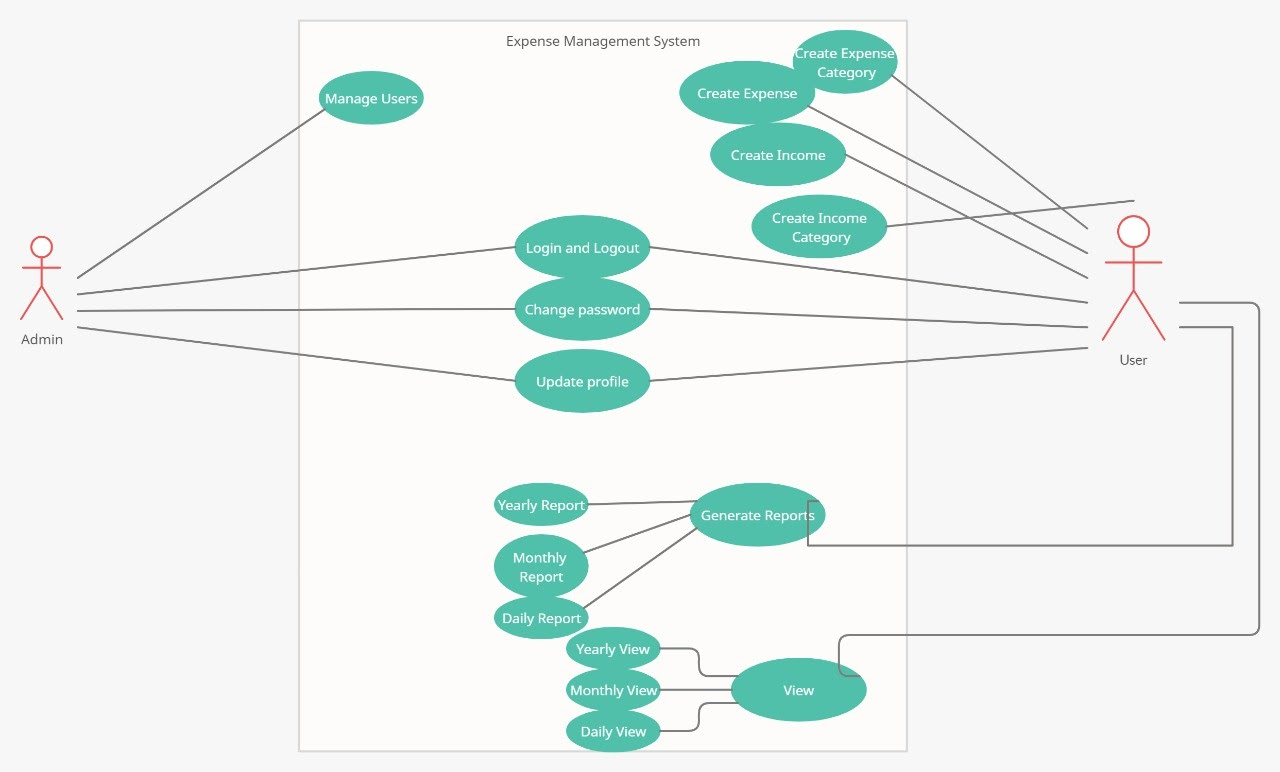 Expense Management System
Create Expense
Category
Manage Users
Create Expense
Create Income
Create Income
Category
Login and Logout
Change password
Admin
User
Update profile
Yearly Report
Generate Reports
Monthly
Report
Daily Report
Yearly View
Monthly View
View
Daily View